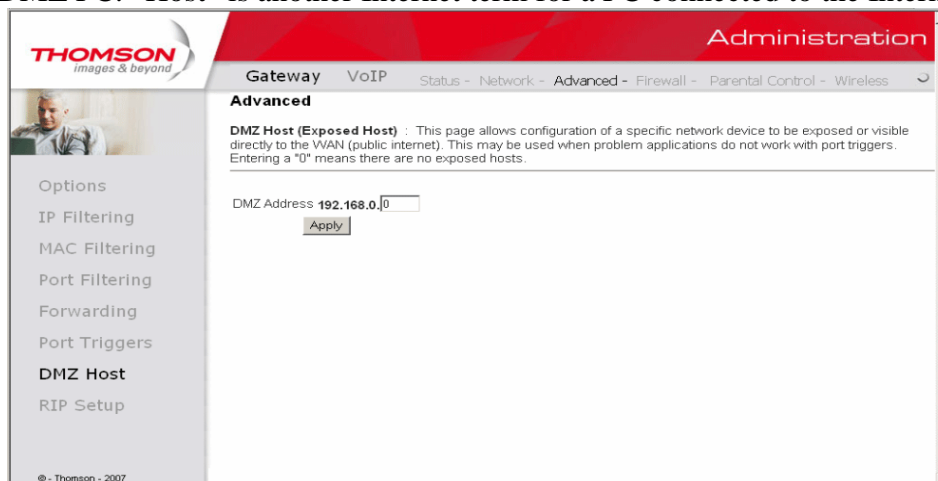 DMZ PC. "Host" is another Internet term for a PC connected to the
Administration
THOMSON
images & beyond
Gateway VoIP Status - Network - Advanced - Firewall - Parental Control - Wireless
Advanced
DMZ Host (Exposed Host) : This page allows configuration of a specific network device to be exposed or visible
directly to the WAN (public internet). This may be used when problem applications do not work with port triggers.
Entering a "0" means there are no exposed hosts.
DMZ Address 192.168.0.0
Apply
Options
IP Filtering
MAC Filtering
Port Filtering
Forwarding
Port Triggers
DMZ Host
RIP Setup
© - Thomson - 2007